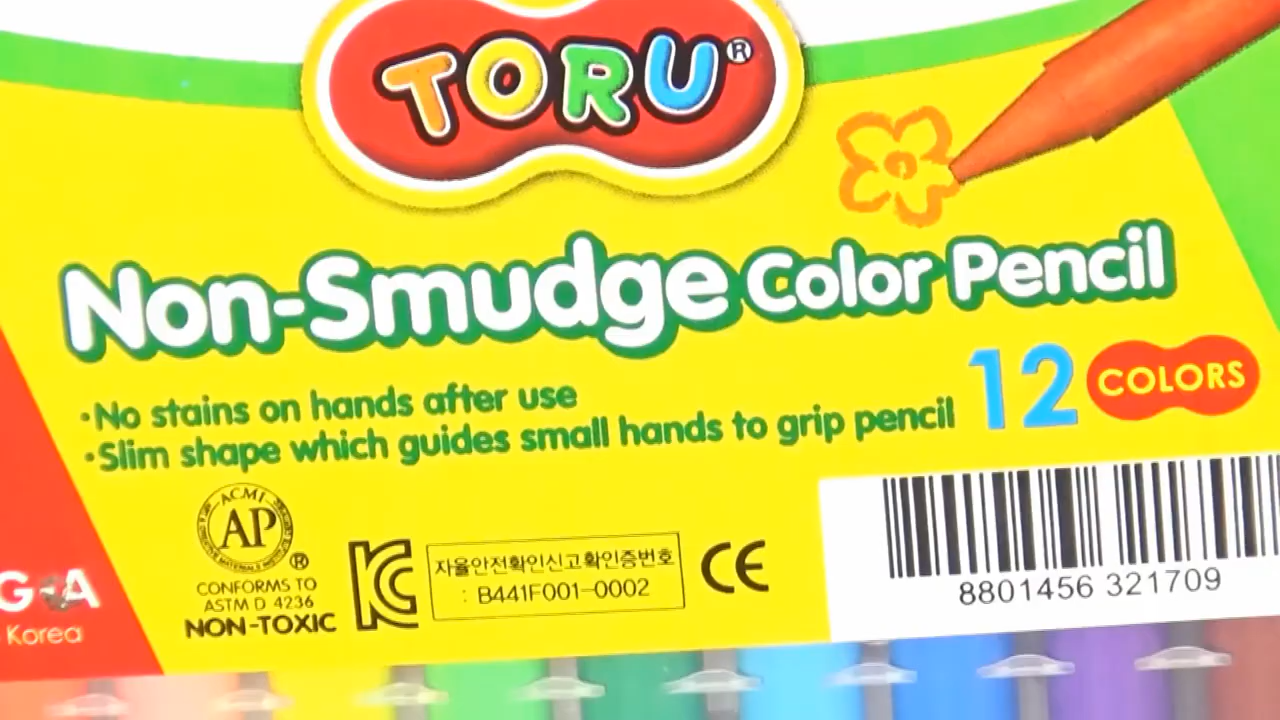 TORU®
Non-Smudge Color Pencil
·No stains on hands after use
·Slim shape which guides small hands to grip pencil
12 COLORS
ACMI
AP
®
CONFORMS TO
ASTM D 4236
NON-TOXIC
자율안전확인신고확인증번호
: B441F001-0002
CE
8801456 321709
Korea